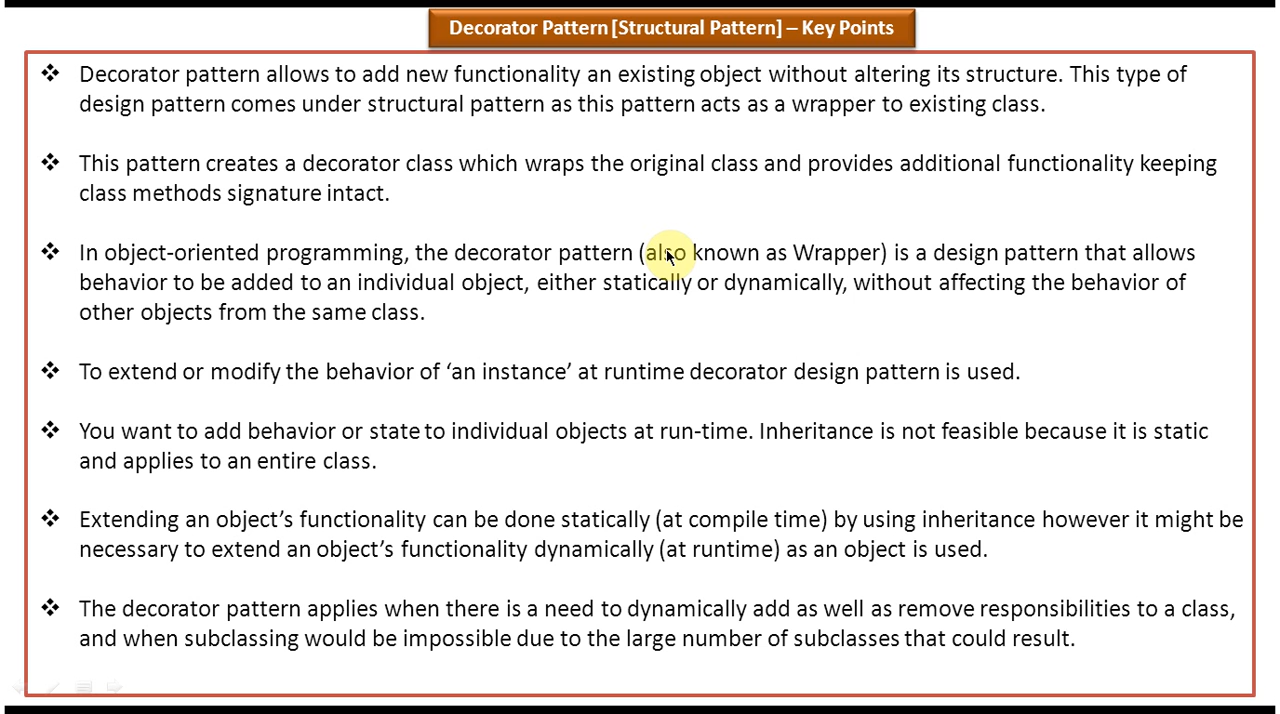 Decorator Pattern [Structural Pattern] – Key Points
❖ Decorator pattern allows to add new functionality an existing object without altering its structure. This type of
design pattern comes under structural pattern as this pattern acts as a wrapper to existing class.
❖ This pattern creates a decorator class which wraps the original class and provides additional functionality keeping
class methods signature intact.
❖ In object-oriented programming, the decorator pattern (also known as Wrapper) is a design pattern that allows
behavior to be added to an individual object, either statically or dynamically, without affecting the behavior of
other objects from the same class.
❖ To extend or modify the behavior of ‘an instance’ at runtime decorator design pattern is used.
❖ You want to add behavior or state to individual objects at run-time. Inheritance is not feasible because it is static
and applies to an entire class.
❖ Extending an object’s functionality can be done statically (at compile time) by using inheritance however it might be
necessary to extend an object’s functionality dynamically (at runtime) as an object is used.
❖ The decorator pattern applies when there is a need to dynamically add as well as remove responsibilities to a class,
and when subclassing would be impossible due to the large number of subclasses that could result.